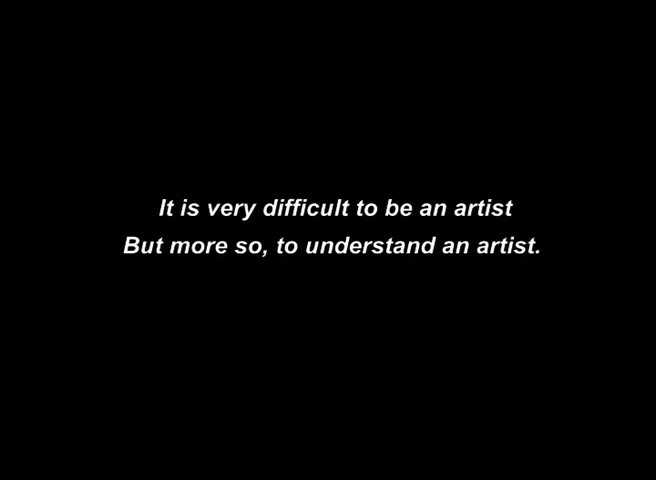 It is very difficult to be an artist
But more so, to understand an artist.